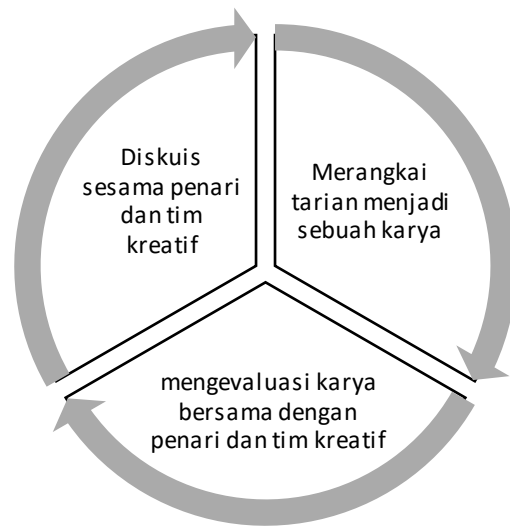 Diskuis
sesama penari
dan tim
kreatif
Merangkai
tarian menjadi
sebuah karya
mengevaluasi karya
bersama dengan
penari dan tim kreatif